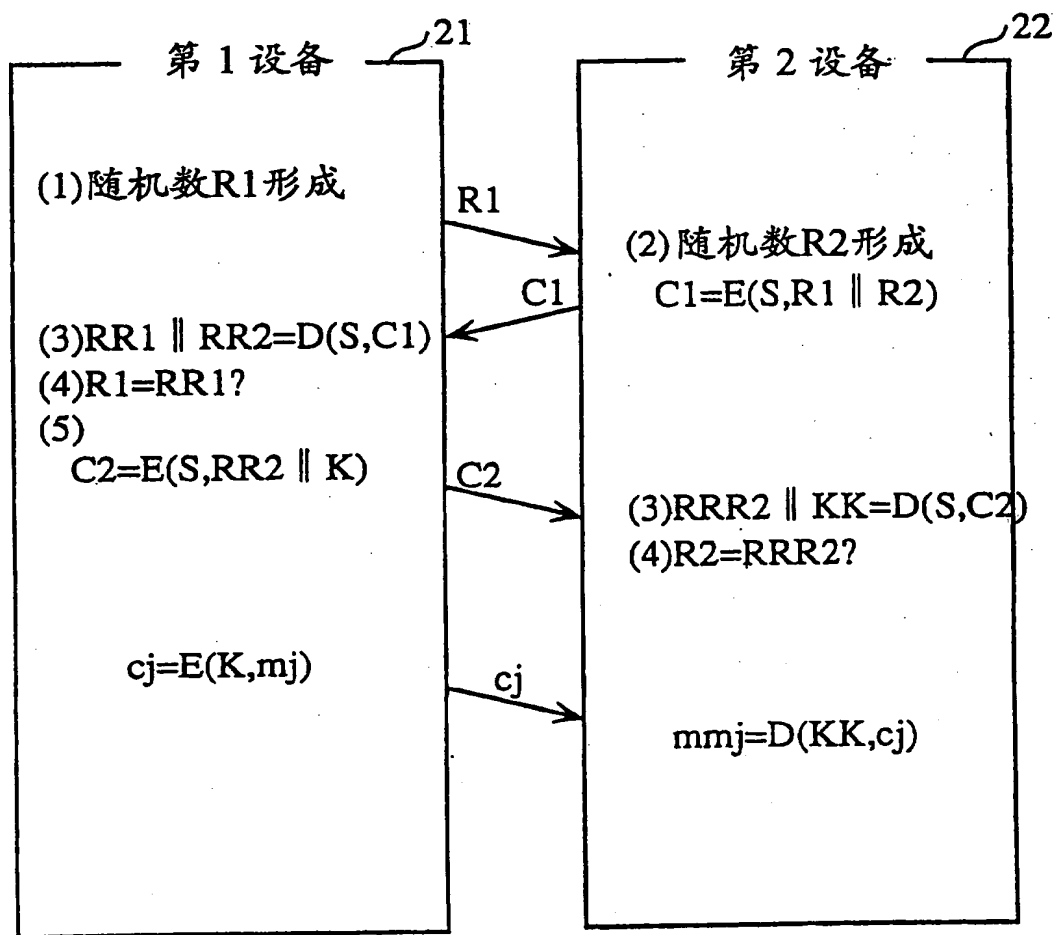 21
22
第1设备
第2设备
(1)随机数R1形成
R1
(2)随机数R2形成
C1=E(S,R1 ∥ R2)
C1
(3)RR1 ∥ RR2=D(S,C1)
(4)R1=RR1?
(5)
C2=E(S,RR2 ∥ K)
C2
(3)RRR2 ∥ KK=D(S,C2)
(4)R2=RRR2?
cj=E(K,mj)
cj
mmj=D(KK,cj)